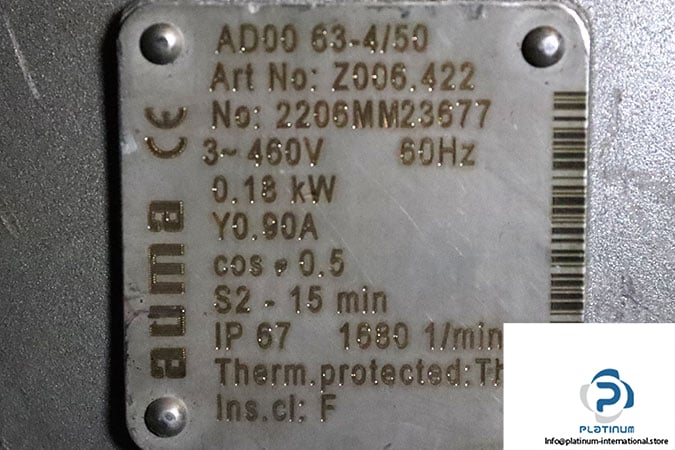 AD00 63-4/50
Art No: Z006.422
No: 2206MM23677
3~ 460V 60Hz
0.18 kW
Y0.90A
cos φ 0.5
S2 - 15 min
IP 67 1680 1/min
Therm.protected:Th
Ins.cl: F
CE
auma
PLATINUM
Info@platinum-international.store